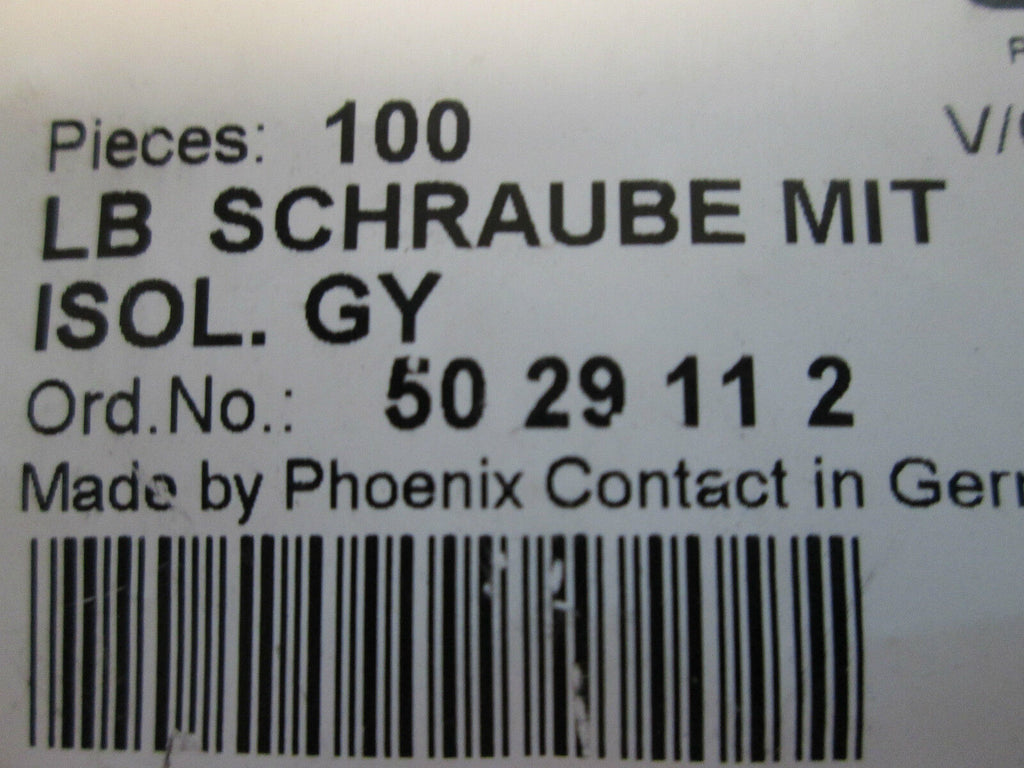 Pieces: 100
LB SCHRAUBE MIT
ISOL. GY
Ord.No.: 50 29 11 2
Made by Phoenix Contact in